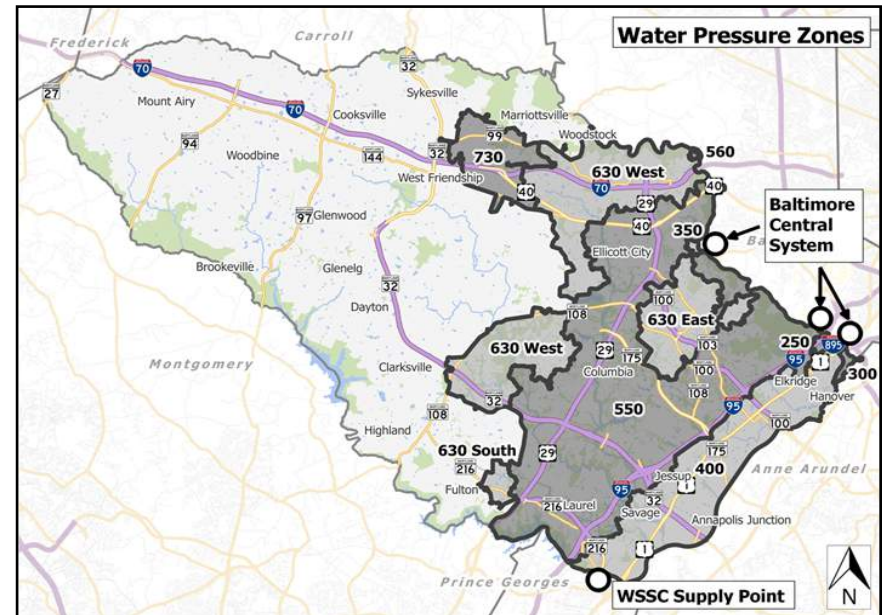 Water Pressure Zones
Frederick
Carroll
27
70
Mount Airy
Cooksville
32
Sykesville
Marriottsville
Woodstock
70
99
560
94
Woodbine
144
32
730
630 West
West Friendship
40
70
40
29
97
Glenwood
40
350
Baltimore
Central
System
Ba
Ellicott City
Brookeville
Glenelg
32
Dayton
108
100
630 East
630 West
29
175
103
250
95
895
1
300
Montgomery
Clarksville
Columbia
100
Elkridge
Hanover
32
108
550
95
108
Highland
100
630 South
29
175
216
400
Anne Arundel
Fulton
Jessup
1
95
32
216
Laurel
Savage
Annapolis Junction
216
1
Prince Georges
WSSC Supply Point
N